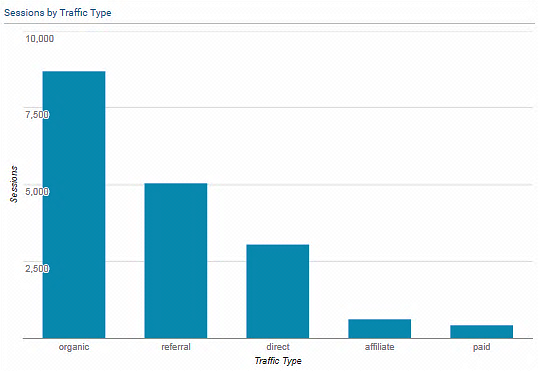 Sessions by Traffic Type
10,000
7,500
5,000
2,500
Sessions
organic referral direct affiliate paid
Traffic Type